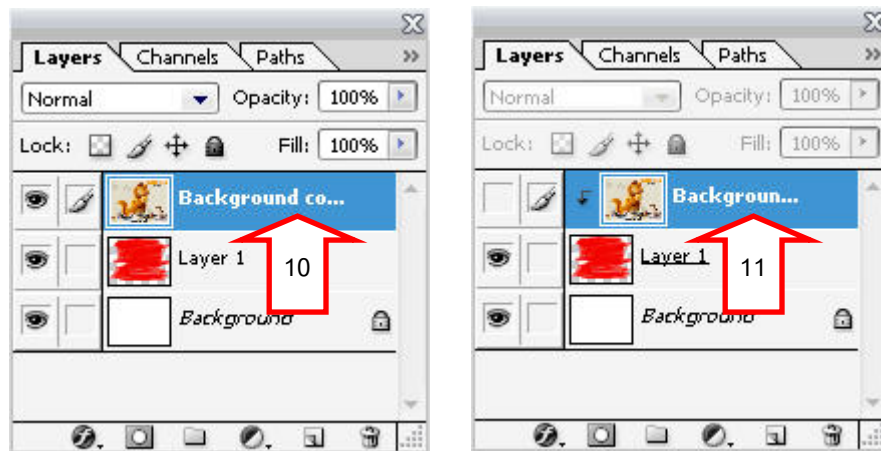 Layers Channels Paths
Normal Opacity: 100%
Lock: Fill: 100%
Background co...
Layer 1
10
Background
Layers Channels Paths
Normal Opacity: 100%
Lock: Fill: 100%
Backgroun...
Layer 1
11
Background